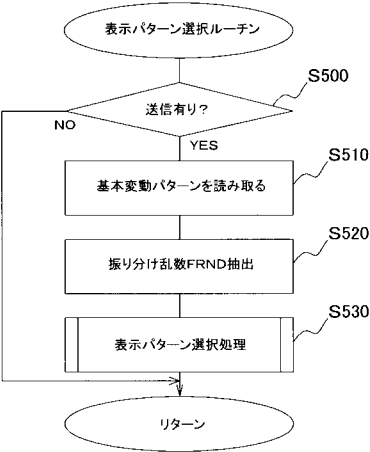 表示パターン選択ルーチン
S500
送信有り?
NO
YES
S510
基本変動パターンを読み取る
S520
振り分け乱数FRND抽出
S530
表示パターン選択処理
リターン